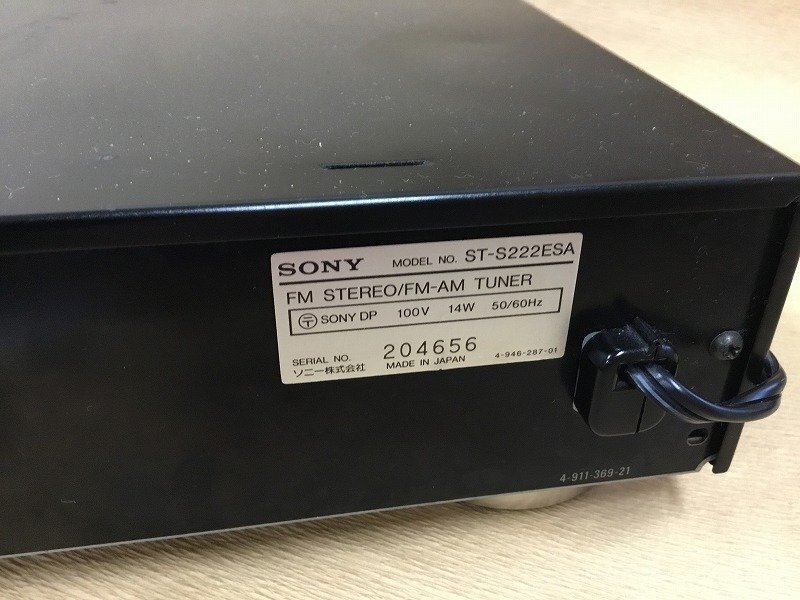 SONY MODEL NO. ST-S222ESA
FM STEREO/FM-AM TUNER
〒 SONY DP 100V 14W 50/60Hz
SERIAL NO. 204656
ソニー株式会社 MADE IN JAPAN 4-946-287-01
4-911-369-21